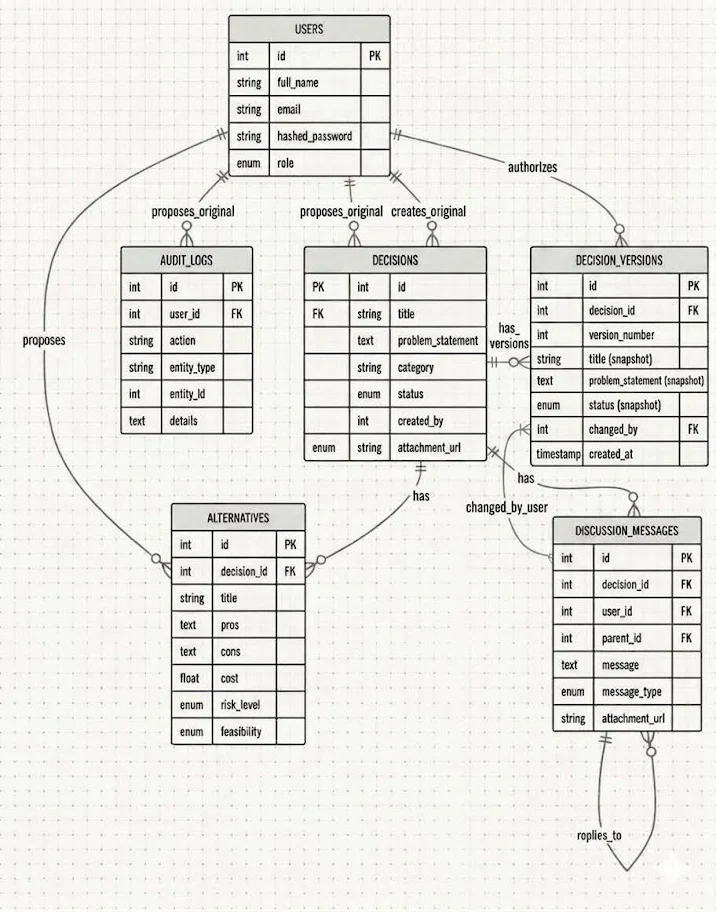 USERS
int id PK
string full_name
string email
string hashed_password
enum role
authorizes
proposes_original
proposes_original
creates_original
AUDIT_LOGS
int id PK
int user_id FK
string action
string entity_type
int entity_Id
text details
DECISIONS
PK int id
FK string title
text problem_statement
string category
enum status
int created_by
enum string attachment_url
DECISION_VERSIONS
int id PK
int decision_id FK
int version_number
string title (snapshot)
text problem_statement (snapshot)
enum status (snapshot)
int changed_by FK
timestamp created_at
has_
versions
proposes
has
has
changed_by_user
ALTERNATIVES
int id PK
int decision_id FK
string title
text pros
text cons
float cost
enum risk_level
enum feasibility
DISCUSSION_MESSAGES
int id PK
int decision_id FK
int user_id FK
int parent_id FK
text message
enum message_type
string attachment_url
roplies_to